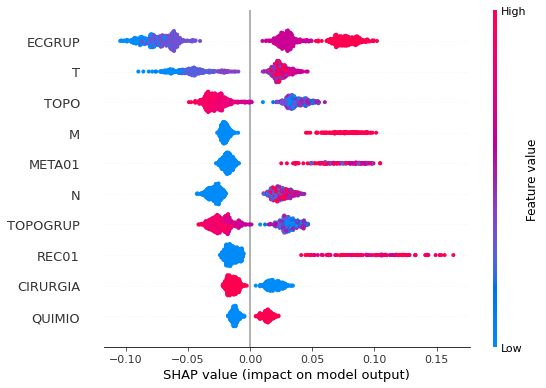 High
ECGRUP
T
TOPO
M
META01
N
TOPOGRUP
REC01
CIRURGIA
QUIMIO
Feature value
Low
−0.10 −0.05 0.00 0.05 0.10 0.15
SHAP value (impact on model output)